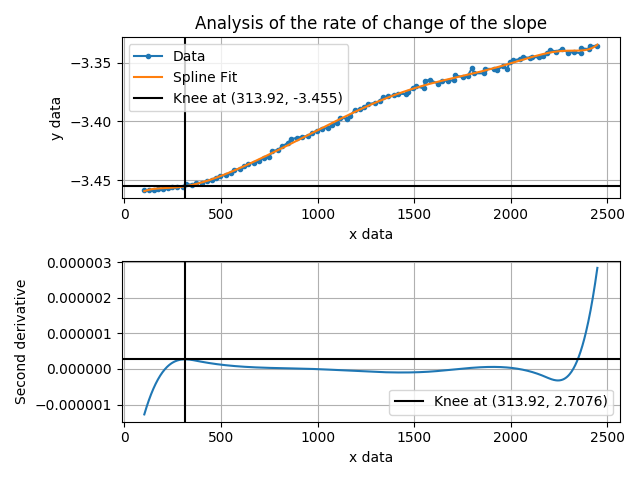 Analysis of the rate of change of the slope
Data
Spline Fit
Knee at (313.92, -3.455)
y data
−3.35
−3.40
−3.45
0 500 1000 1500 2000 2500
x data
Second derivative
0.000003
0.000002
0.000001
0.000000
−0.000001
Knee at (313.92, 2.7076)
0 500 1000 1500 2000 2500
x data